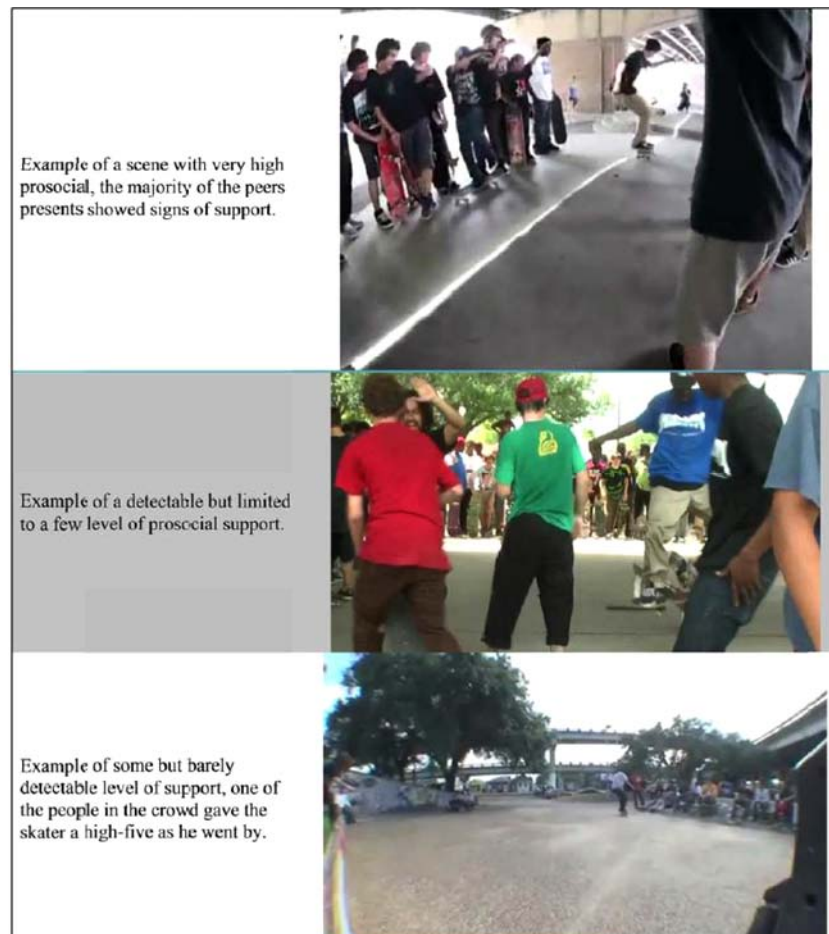 Example of a scene with very high
prosocial, the majority of the peers
presents showed signs of support.
Example of a detectable but limited
to a few level of prosocial support.
Example of some but barely
detectable level of support, one of
the people in the crowd gave the
skater a high-five as he went by.